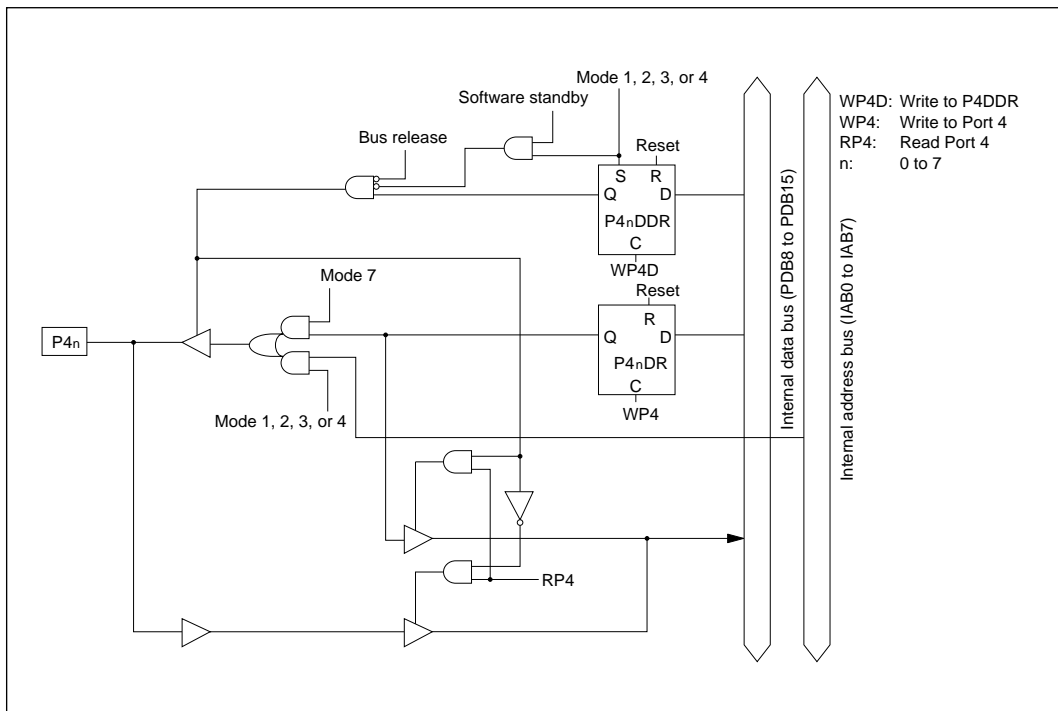 Mode 1, 2, 3, or 4
Software standby
Bus release
Reset
S
R
Q
D
P4nDDR
C
WP4D
Mode 7
Reset
R
Q
D
P4nDR
C
WP4
P4n
Mode 1, 2, 3, or 4
RP4
Internal data bus (PDB8 to PDB15)
Internal address bus (IAB0 to IAB7)
WP4D: Write to P4DDR
WP4: Write to Port 4
RP4: Read Port 4
n: 0 to 7